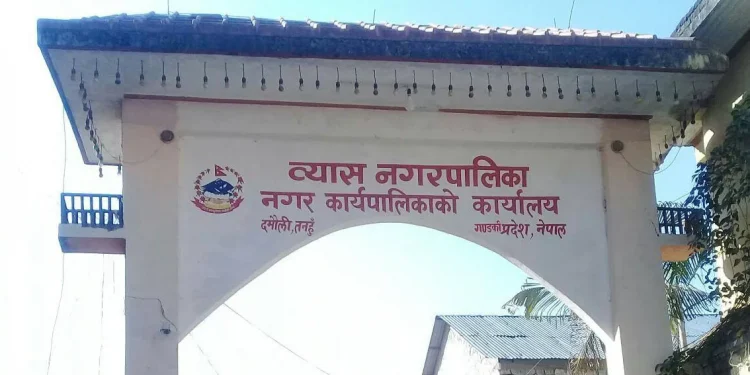 व्यास नगरपालिका
नगर कार्यपालिकाको कार्यालय
दमौली, तनहुँ गण्डकी प्रदेश, नेपाल